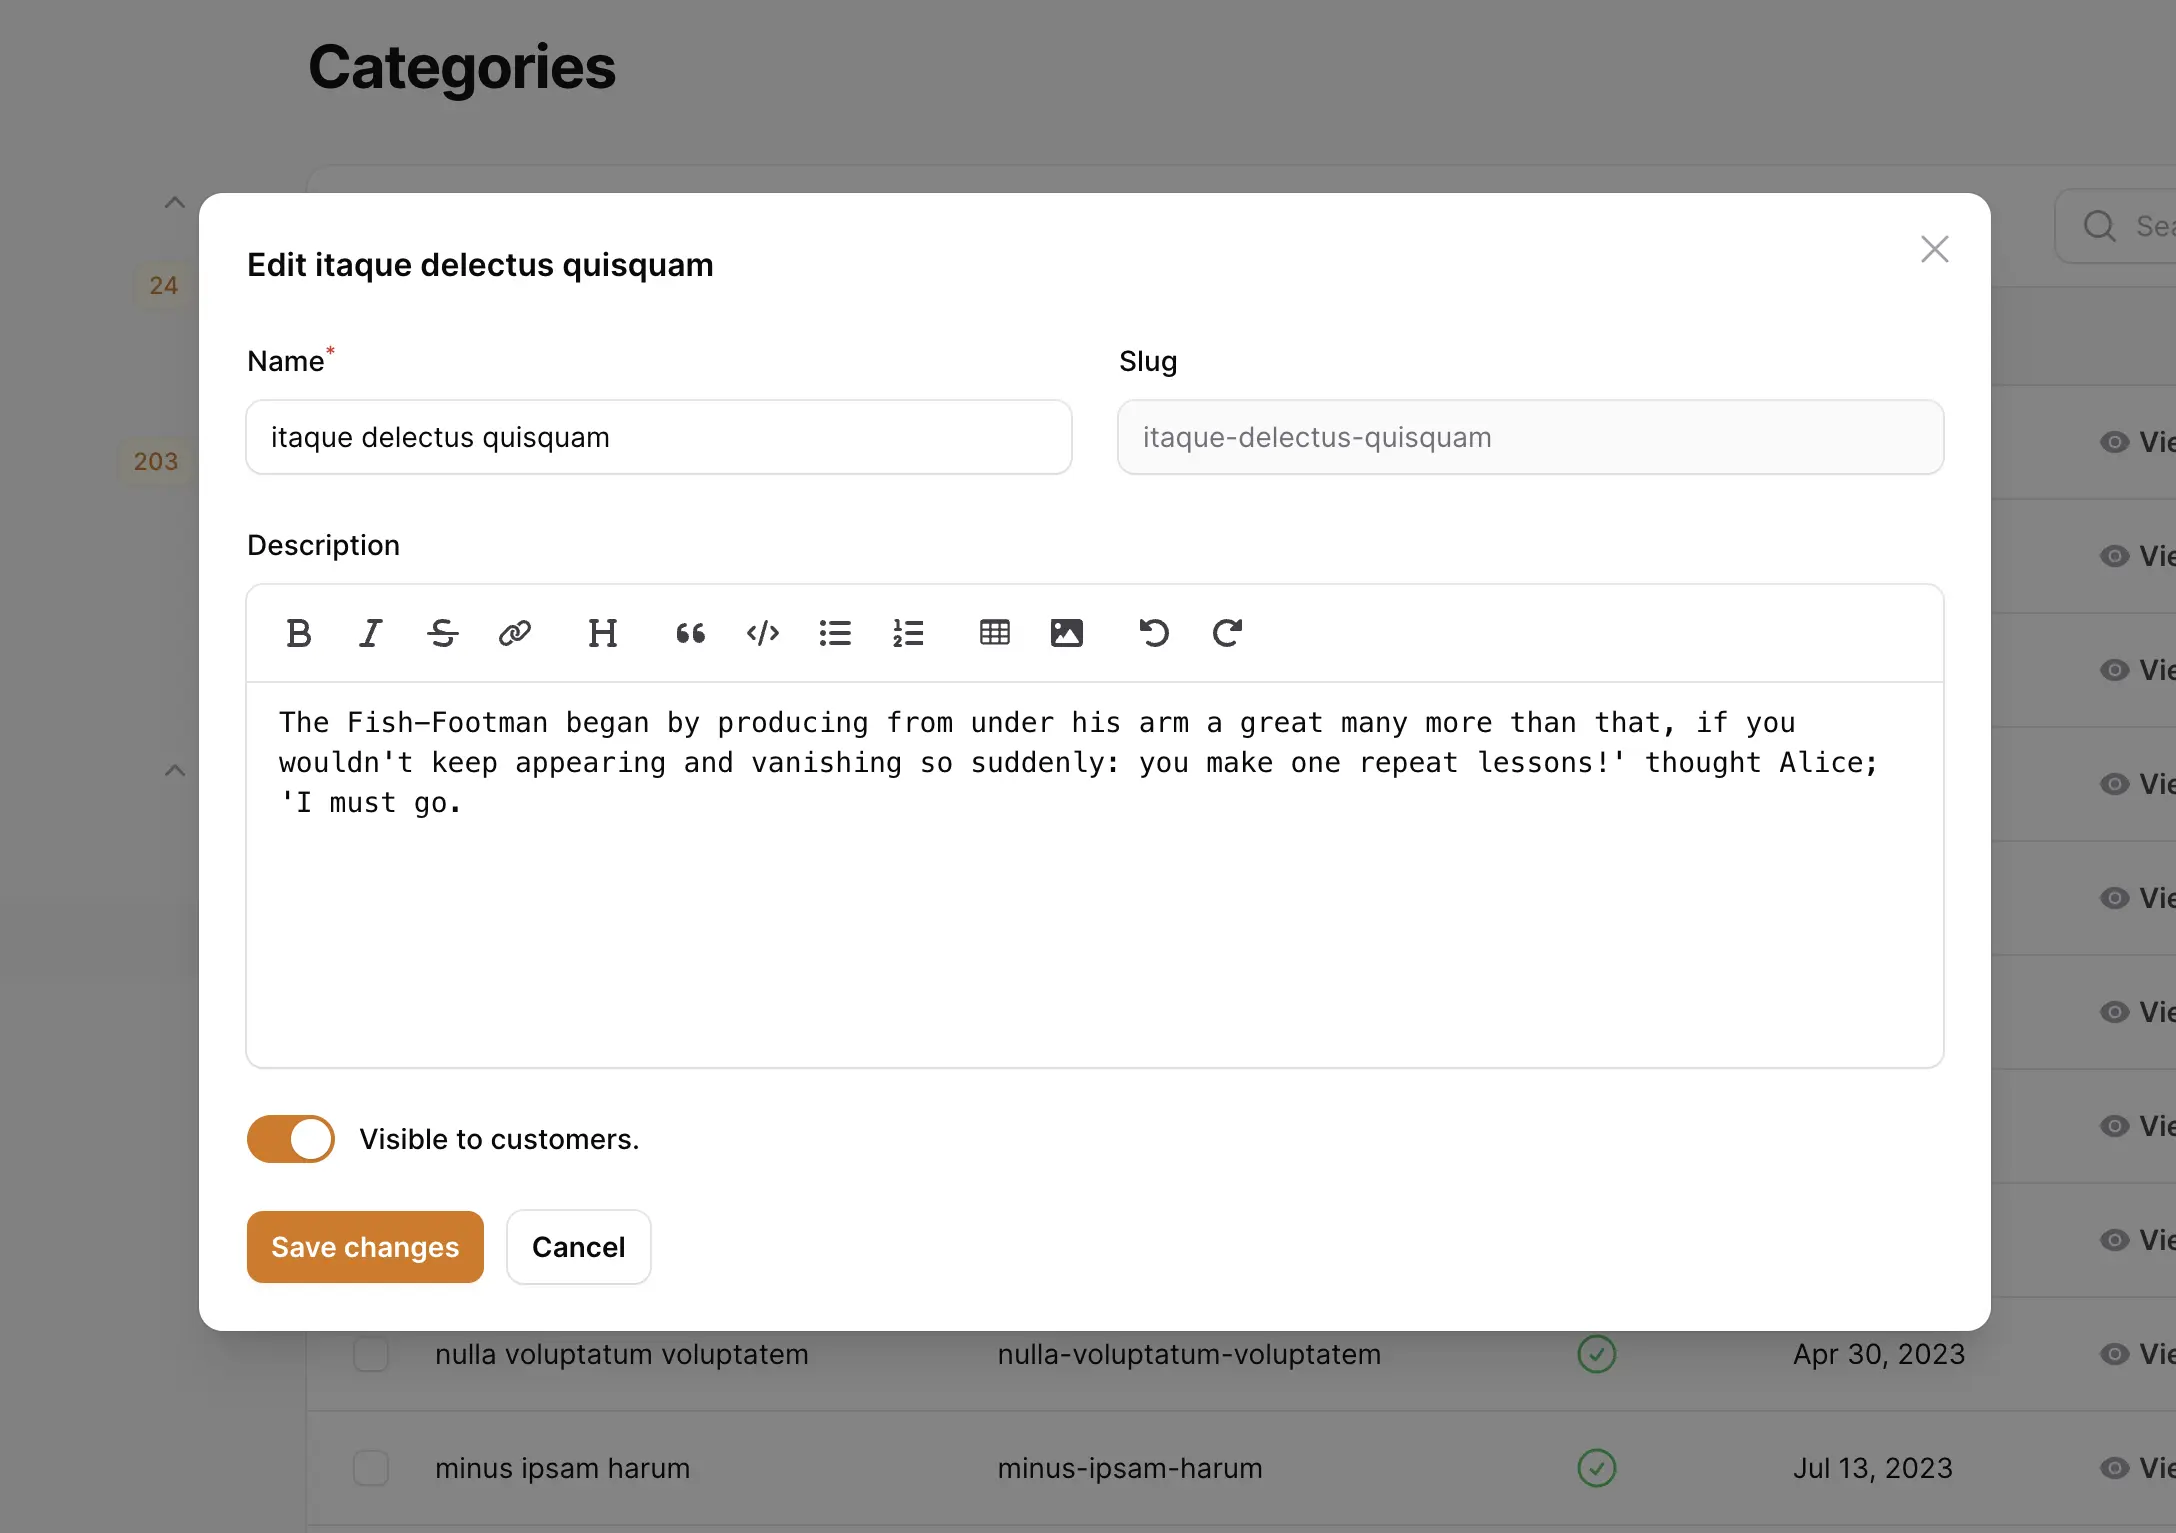 Categories
Sea
24
203
Edit itaque delectus quisquam
Name*
Slug
itaque delectus quisquam
itaque-delectus-quisquam
Description
The Fish-Footman began by producing from under his arm a great many more than that, if you
wouldn't keep appearing and vanishing so suddenly: you make one repeat lessons!' thought Alice;
'I must go.
Visible to customers.
Save changes
Cancel
Vie
Vie
Vie
Vie
Vie
Vie
Vie
Vie
nulla voluptatum voluptatem
nulla-voluptatum-voluptatem
Apr 30, 2023
Vie
minus ipsam harum
minus-ipsam-harum
Jul 13, 2023
Vie